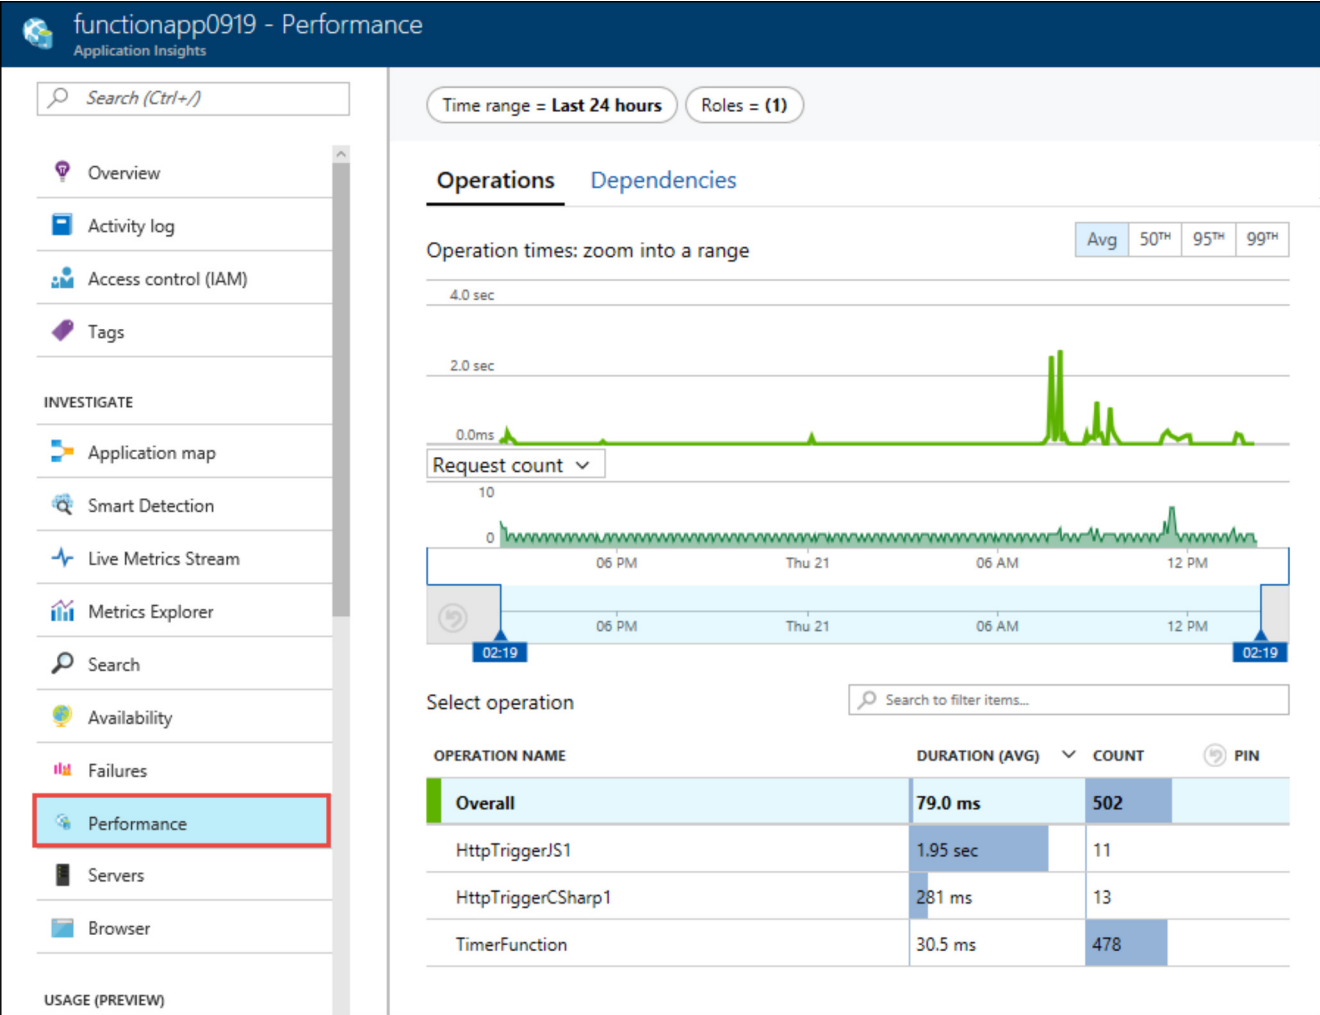 functionapp0919 - Performance
Application Insights
Search (Ctrl+/)
Overview
Activity log
Access control (IAM)
Tags
INVESTIGATE
Application map
Smart Detection
Live Metrics Stream
Metrics Explorer
Search
Availability
Failures
Performance
Servers
Browser
USAGE (PREVIEW)
Time range = Last 24 hours
Roles = (1)
Operations
Dependencies
Operation times: zoom into a range
Avg 50TH 95TH 99TH
4.0 sec
2.0 sec
0.0ms
Request count
10
0
06 PM Thu 21 06 AM 12 PM
06 PM Thu 21 06 AM 12 PM
02:19 02:19
Select operation
Search to filter items...
OPERATION NAME DURATION (AVG) COUNT PIN
Overall 79.0 ms 502
HttpTriggerJS1 1.95 sec 11
HttpTriggerCSharp1 281 ms 13
TimerFunction 30.5 ms 478